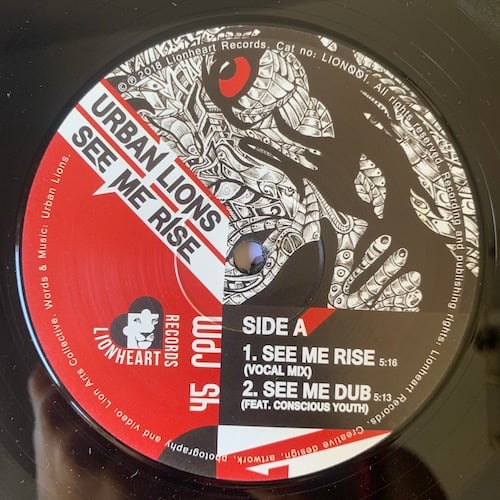 ℗ © 2018 Lionheart Records. Cat no: LION001. All rights reserved. Recording and publishing rights: Lionheart Records. Creative design, artwork, photography and video: Lion Arts Collective. Words & Music: Urban Lions.
URBAN LIONS
SEE ME RISE
LIONHEART
RECORDS
45 rpm
SIDE A
1. SEE ME RISE 5:16
(VOCAL MIX)
2. SEE ME DUB 5:13
(FEAT. CONSCIOUS YOUTH)
1